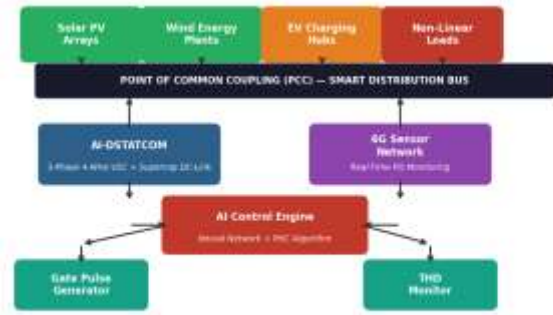 Solar PV
Arrays
Wind Energy
Plants
EV Charging
Hubs
Non-Linear
Loads
POINT OF COMMON COUPLING (PCC) — SMART DISTRIBUTION BUS
AI-DSTATCOM
3-Phase 4-Wire VSC + Supercap DC-Link
6G Sensor
Network
Real-Time PQ Monitoring
AI Control Engine
Neural Network + Algorithm
Gate Pulse
Generator
THD
Monitor